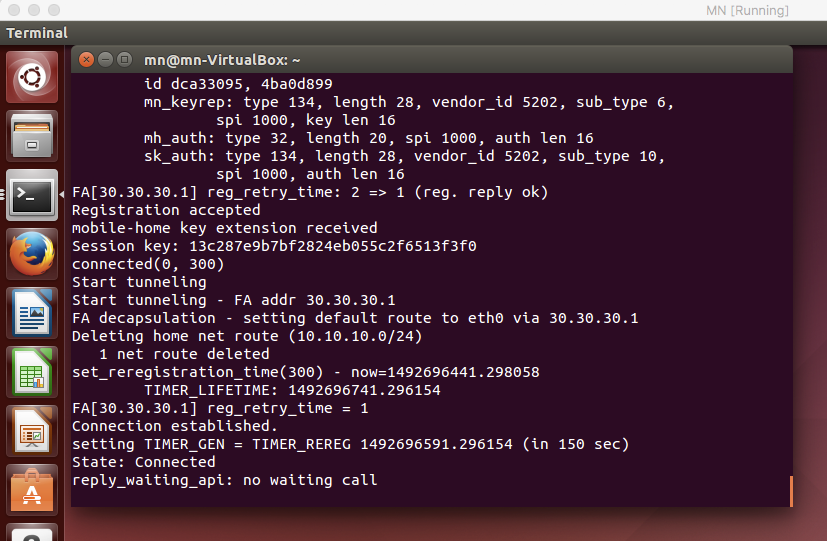 MN [Running]
Terminal
mn@mn-VirtualBox: ~
id dca33095, 4ba0d899
mn_keyrep: type 134, length 28, vendor_id 5202, sub_type 6,
spi 1000, key len 16
mh_auth: type 32, length 20, spi 1000, auth len 16
sk_auth: type 134, length 28, vendor_id 5202, sub_type 10,
spi 1000, auth len 16
FA[30.30.30.1] reg_retry_time: 2 => 1 (reg. reply ok)
Registration accepted
mobile-home key extension received
Session key: 13c287e9b7bf2824eb055c2f6513f3f0
connected(0, 300)
Start tunneling
Start tunneling - FA addr 30.30.30.1
FA decapsulation - setting default route to eth0 via 30.30.30.1
Deleting home net route (10.10.10.0/24)
1 net route deleted
set_reregistration_time(300) - now=1492696441.298058
TIMER_LIFETIME: 1492696741.296154
FA[30.30.30.1] reg_retry_time = 1
Connection established.
setting TIMER_GEN = TIMER_REREG 1492696591.296154 (in 150 sec)
State: Connected
reply_waiting_api: no waiting call